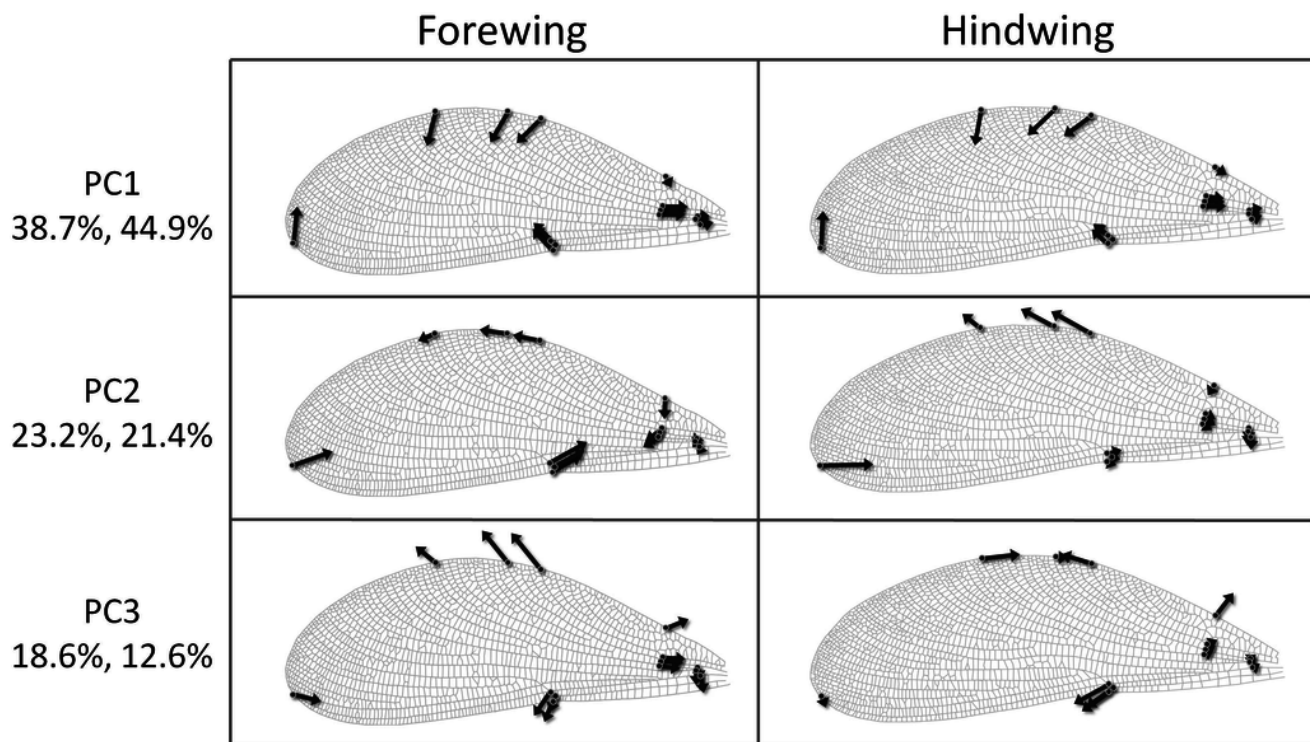 Forewing
Hindwing
PC1
38.7%, 44.9%
PC2
23.2%, 21.4%
PC3
18.6%, 12.6%